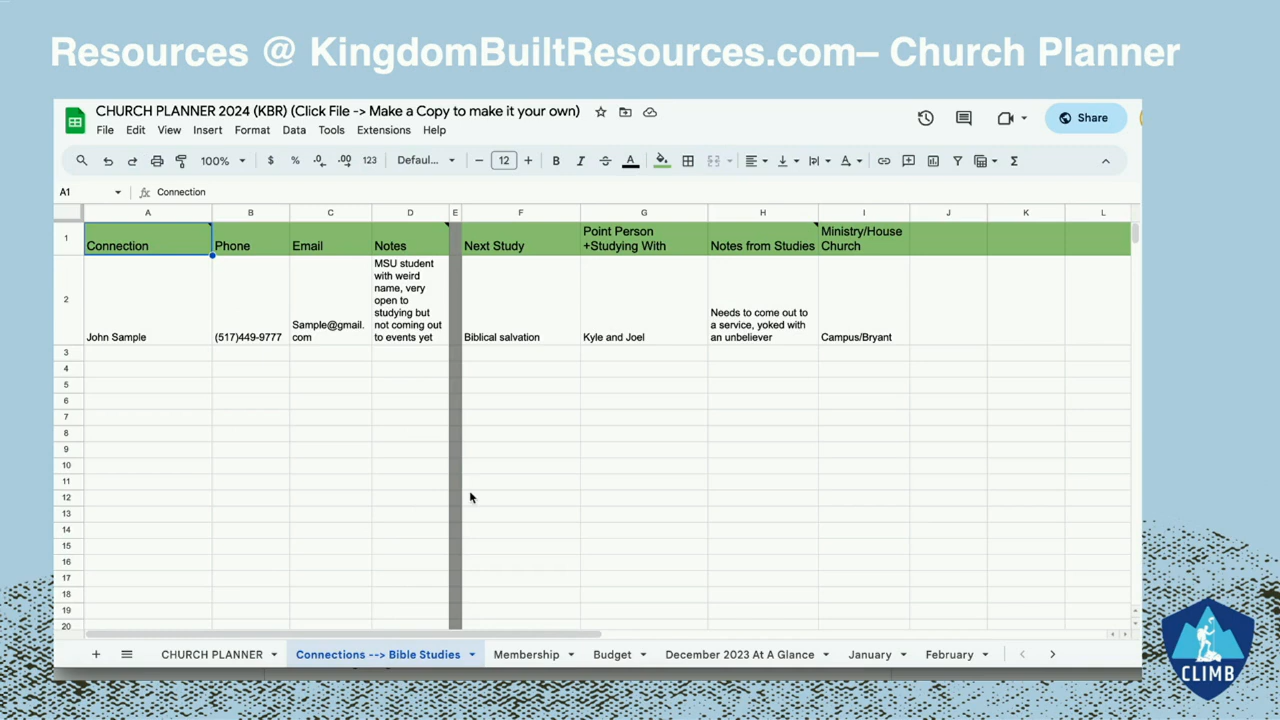 Resources @ KingdomBuiltResources.com– Church Planner
CHURCH PLANNER 2024 (KBR) (Click File -> Make a Copy to make it your own)
Share
File Edit View Insert Format Data Tools Extensions Help
100% $ % .0 .00 123 Defaul... 12 B I A
A1 fx Connection
A B C D E F G H I J K L
1 Connection Phone Email Notes Next Study Point Person +Studying With Notes from Studies Ministry/House Church
2 John Sample (517)449-9777 Sample@gmail.com MSU student with weird name, very open to studying but not coming out to events yet Biblical salvation Kyle and Joel Needs to come out to a service, yoked with an unbeliever Campus/Bryant
3
4
5
6
7
8
9
10
11
12
13
14
15
16
17
18
19
20
CHURCH PLANNER Connections --> Bible Studies Membership Budget December 2023 At A Glance January February
CLIMB